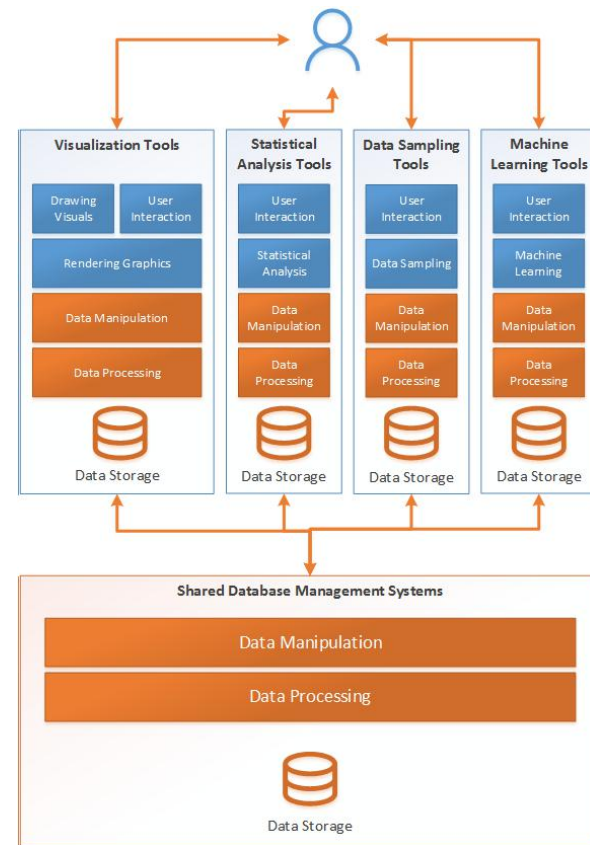 Visualization Tools
Drawing
Visuals
User
Interaction
Rendering Graphics
Data Manipulation
Data Processing
Data Storage
Statistical
Analysis Tools
User
Interaction
Statistical
Analysis
Data
Manipulation
Data
Processing
Data Storage
Data Sampling
Tools
User
Interaction
Data Sampling
Data
Manipulation
Data
Processing
Data Storage
Machine
Learning Tools
User
Interaction
Machine
Learning
Data
Manipulation
Data
Processing
Data Storage
Shared Database Management Systems
Data Manipulation
Data Processing
Data Storage